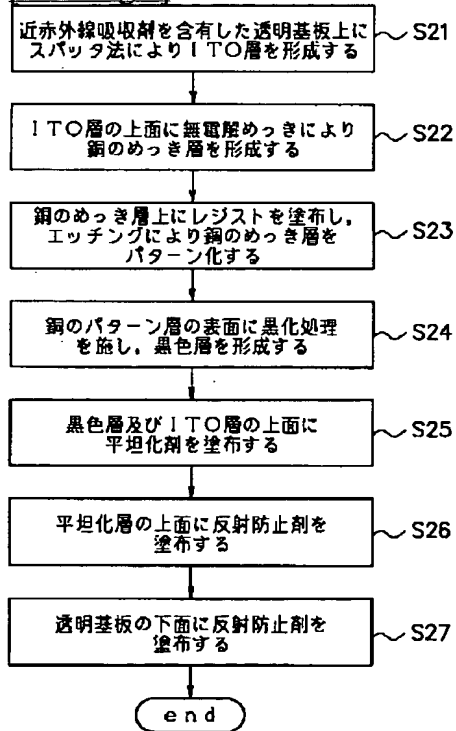 近赤外線吸収剤を含有した透明基板上に
スパッタ法によりITO層を形成する
S21
ITO層の上面に無電解めっきにより
銅のめっき層を形成する
S22
銅のめっき層上にレジストを塗布し,
エッチングにより銅のめっき層を
パターン化する
S23
銅のパターン層の表面に黒化処理
を施し,黒色層を形成する
S24
黒色層及びITO層の上面に
平坦化剤を塗布する
S25
平坦化層の上面に反射防止剤を
塗布する
S26
透明基板の下面に反射防止剤を
塗布する
S27
end